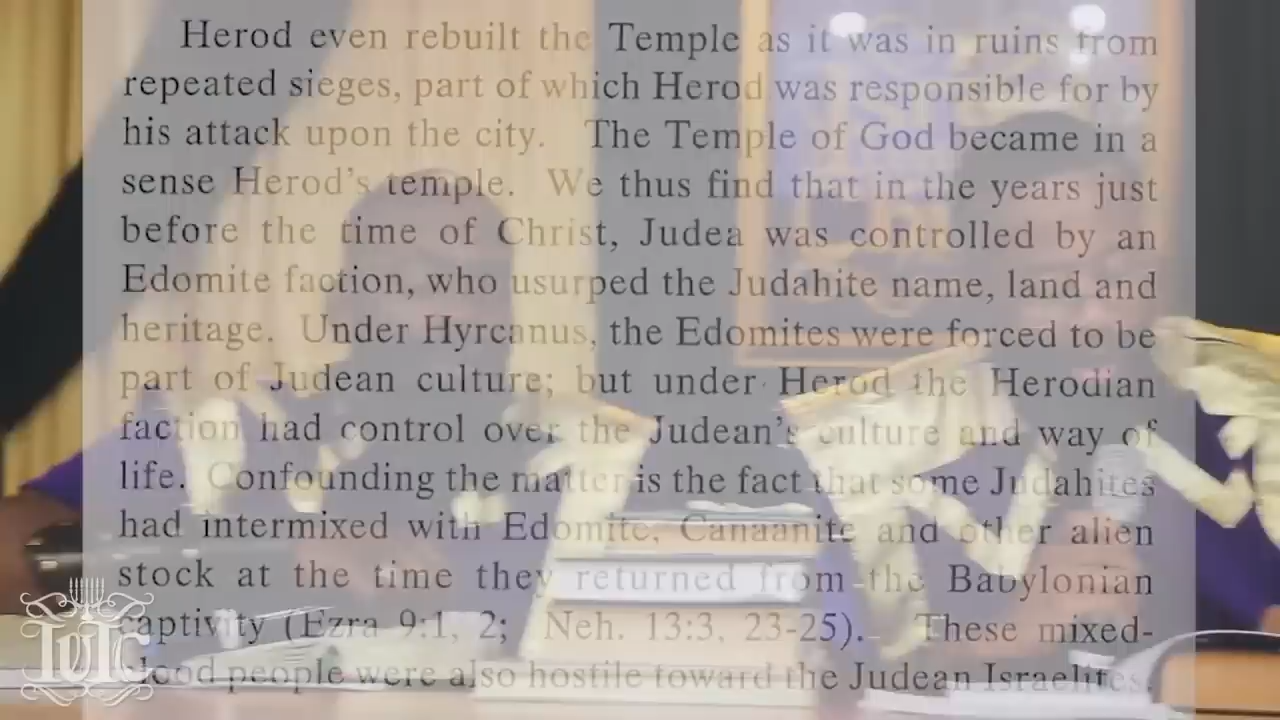 Herod even rebuilt the Temple as it was in ruins from
repeated sieges, part of which Herod was responsible for by
his attack upon the city. The Temple of God became in a
sense Herod's temple. We thus find that in the years just
before the time of Christ, Judea was controlled by an
Edomite faction, who usurped the Judahite name, land and
heritage. Under Hyrcanus, the Edomites were forced to be
part of Judean culture; but under Herod the Herodian
faction had control over the Judean's culture and way of
life. Confounding the matter is the fact that some Judahites
had intermixed with Edomite, Canaanite and other alien
stock at the time they returned from the Babylonian
captivity (Ezra 9:1, 2; Neh. 13:3, 23-25). These mixed-
blood people were also hostile toward the Judean Israelites.
IUIC